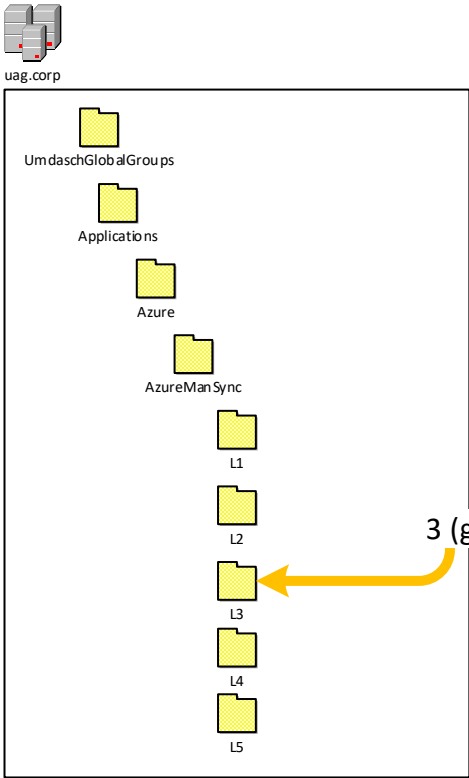 uag.corp
UmdaschGlobalGroups
Applications
Azure
AzureManSync
L1
L2
3 (g
L3
L4
L5